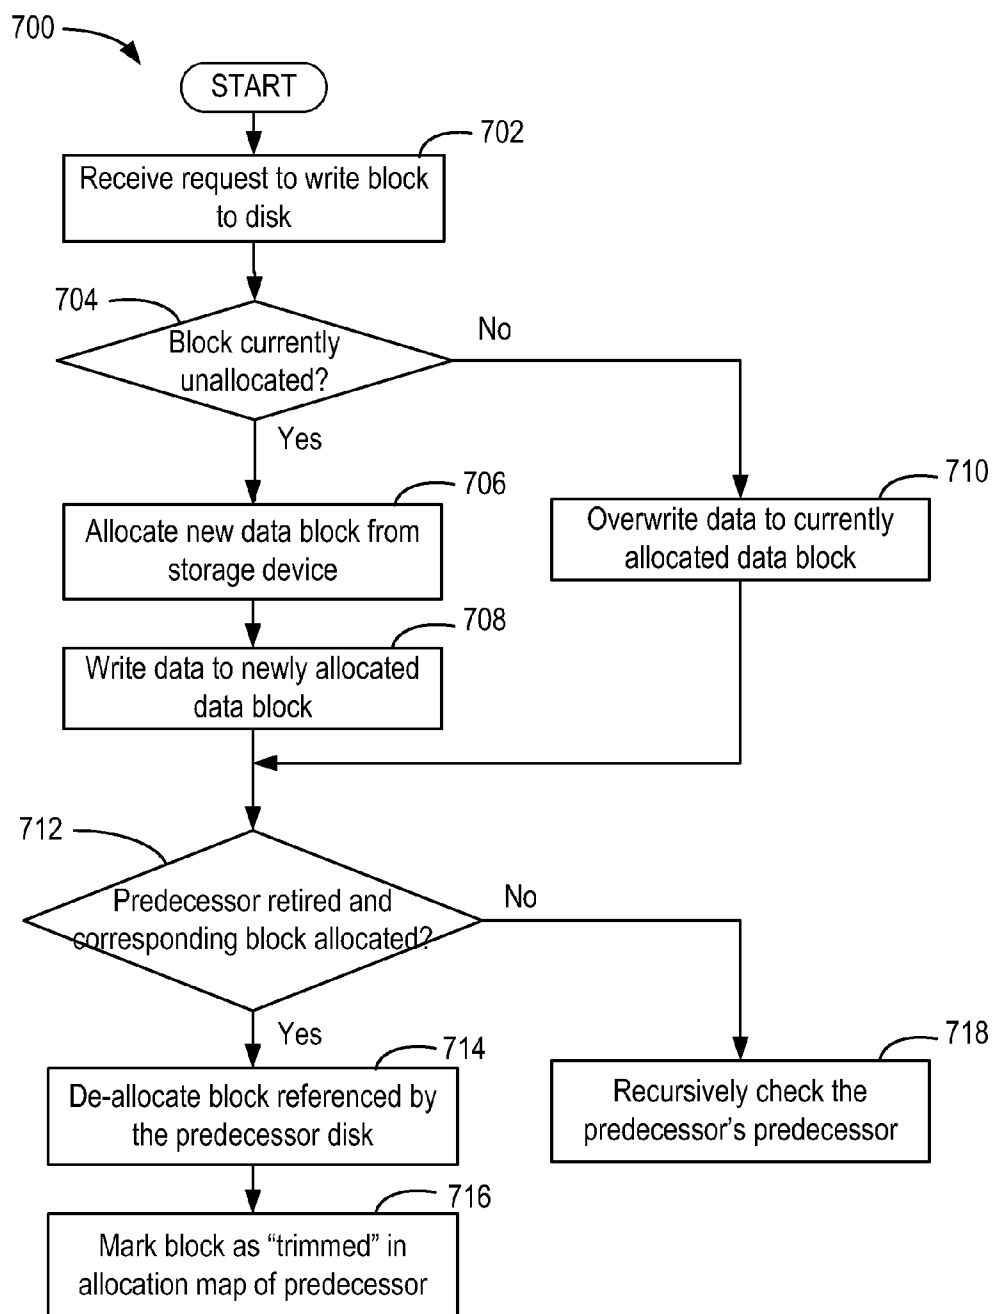 700
START
702
Receive request to write block
to disk
704
Block currently
unallocated?
No
Yes
706
Allocate new data block from
storage device
710
Overwrite data to currently
allocated data block
708
Write data to newly allocated
data block
712
Predecessor retired and
corresponding block allocated?
No
Yes
714
De-allocate block referenced by
the predecessor disk
718
Recursively check the
predecessor's predecessor
716
Mark block as “trimmed” in
allocation map of predecessor